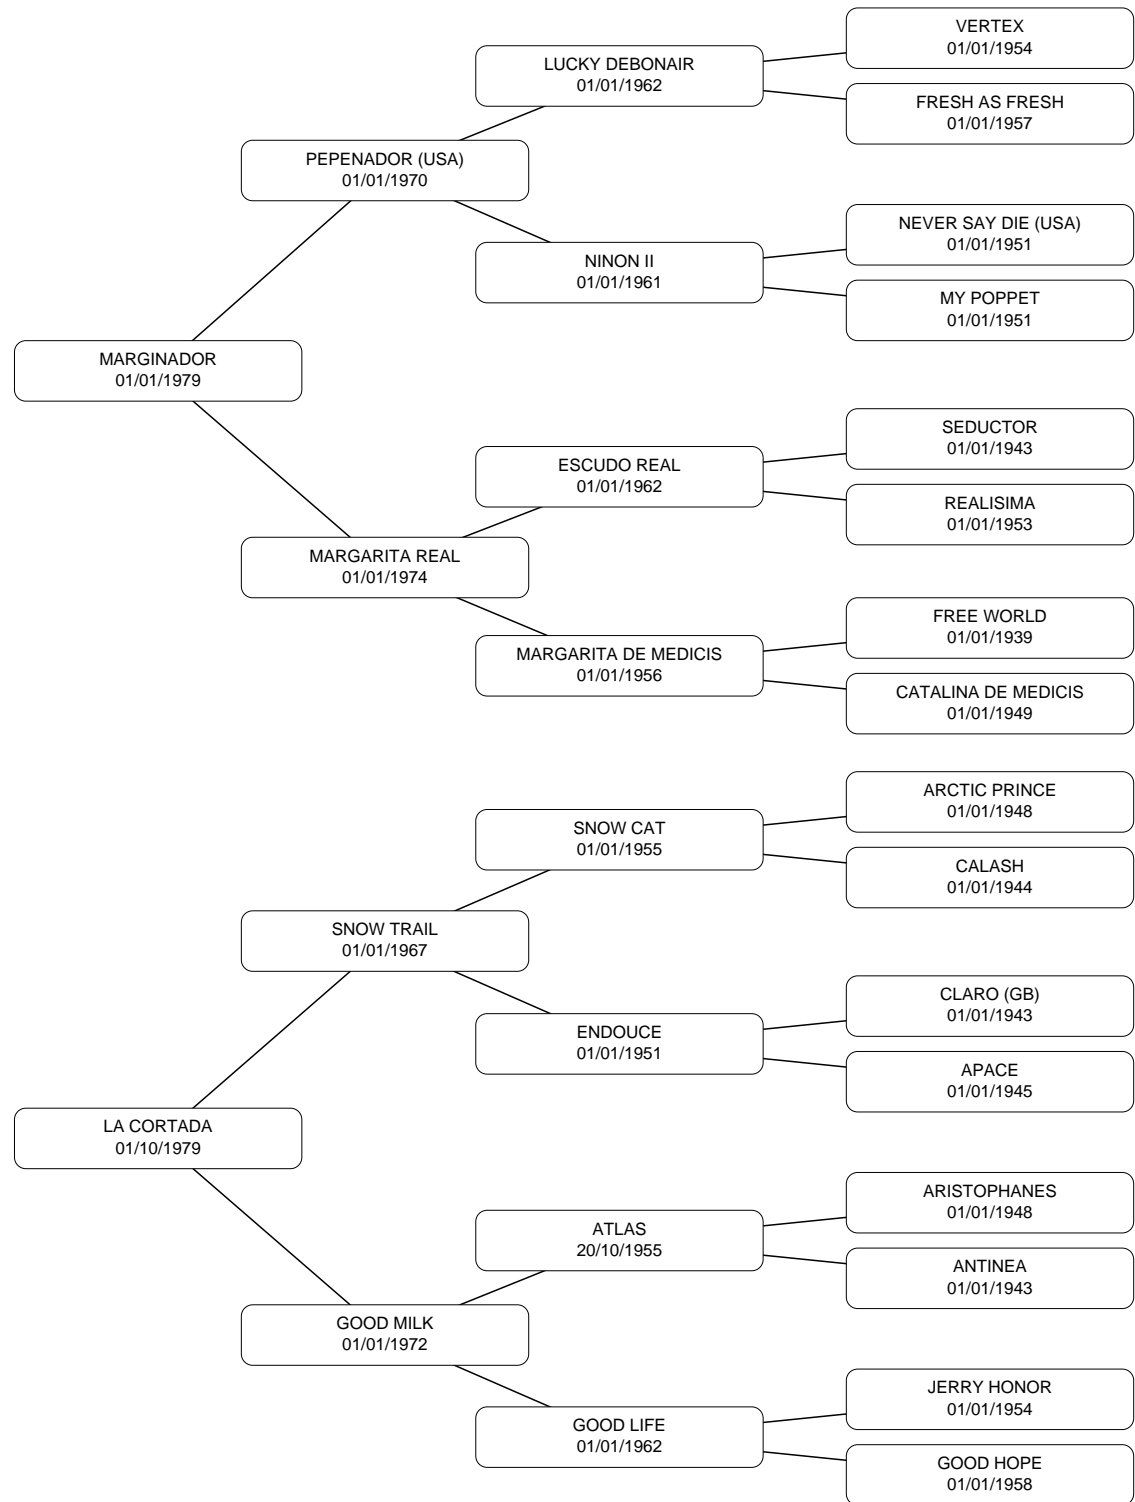 VERTEX
01/01/1954
LUCKY DEBONAIR
01/01/1962
FRESH AS FRESH
01/01/1957
PEPENADOR (USA)
01/01/1970
NEVER SAY DIE (USA)
01/01/1951
NINON II
01/01/1961
MY POPPET
01/01/1951
MARGINADOR
01/01/1979
SEDUCTOR
01/01/1943
ESCUDO REAL
01/01/1962
REALISIMA
01/01/1953
MARGARITA REAL
01/01/1974
FREE WORLD
01/01/1939
MARGARITA DE MEDICIS
01/01/1956
CATALINA DE MEDICIS
01/01/1949
ARCTIC PRINCE
01/01/1948
SNOW CAT
01/01/1955
CALASH
01/01/1944
SNOW TRAIL
01/01/1967
CLARO (GB)
01/01/1943
ENDOUCE
01/01/1951
APACE
01/01/1945
LA CORTADA
01/10/1979
ARISTOPHANES
01/01/1948
ATLAS
20/10/1955
ANTINEA
01/01/1943
GOOD MILK
01/01/1972
JERRY HONOR
01/01/1954
GOOD LIFE
01/01/1962
GOOD HOPE
01/01/1958